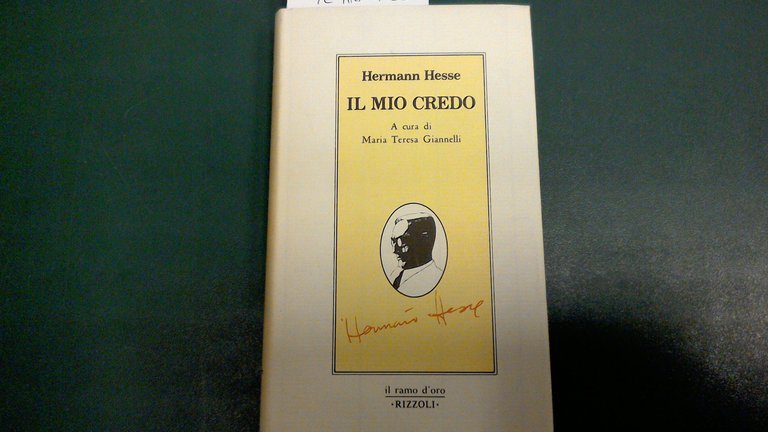 Hermann Hesse
IL MIO CREDO
A cura di
Maria Teresa Giannelli
Hermann Hesse
il ramo d'oro
·RIZZOLI·